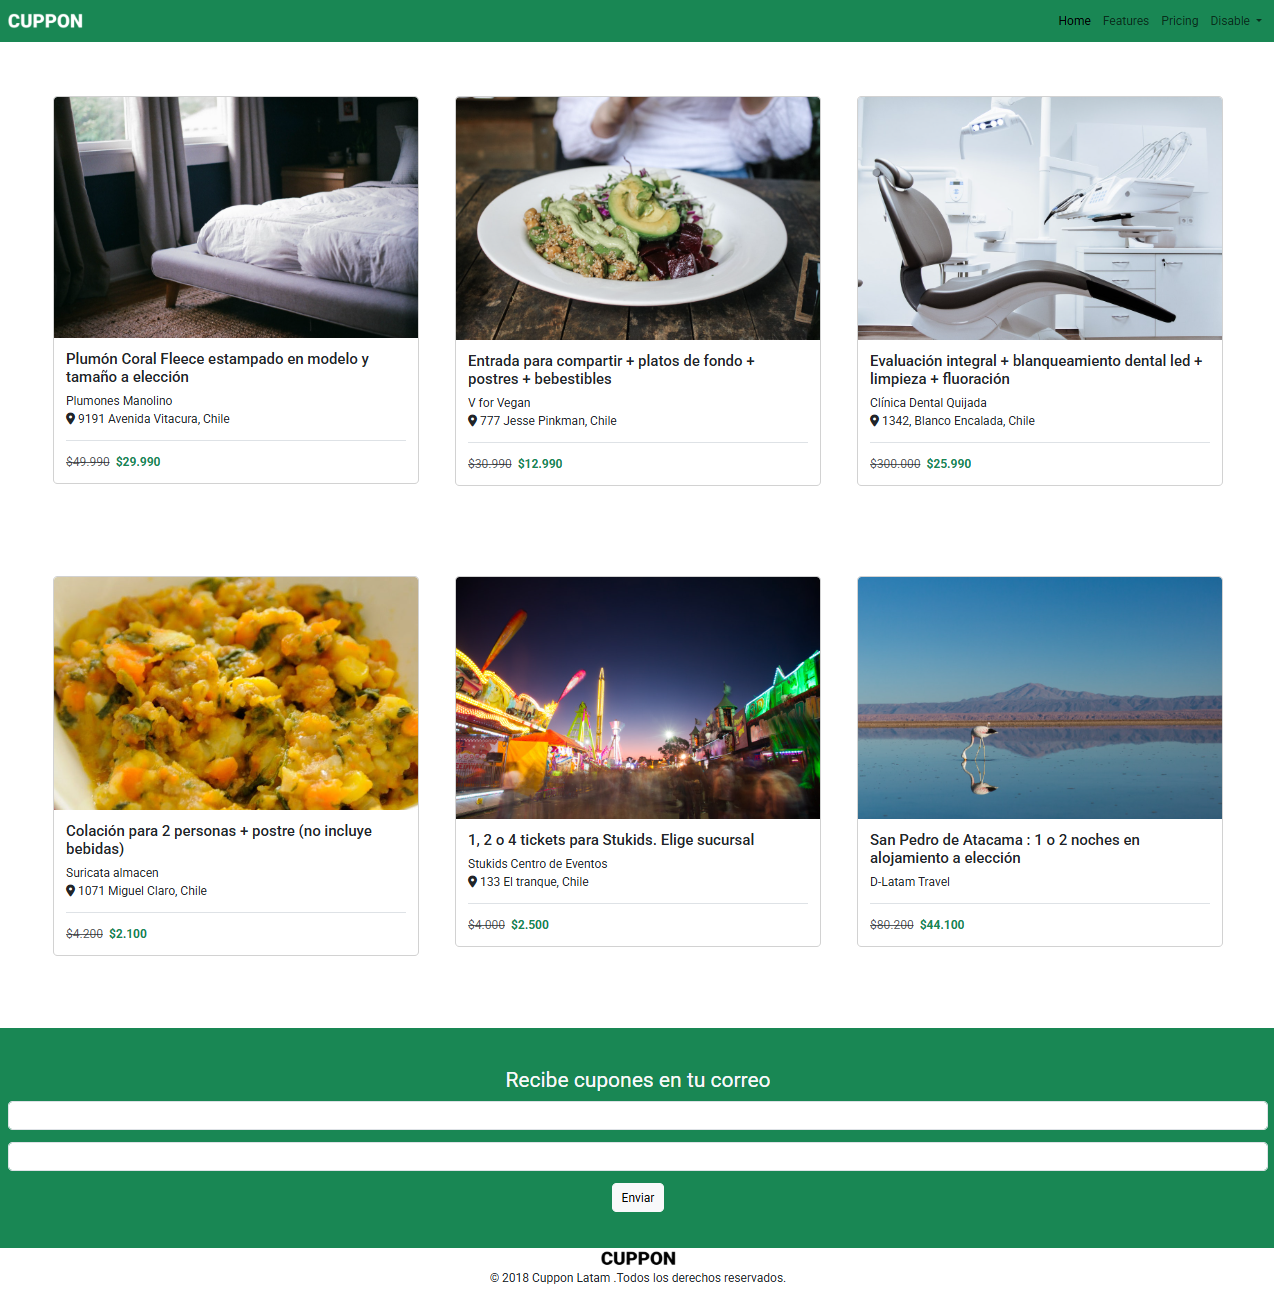 CUPPON
Home Features Pricing Disable
Plumón Coral Fleece estampado en modelo y
tamaño a elección
Plumones Manolino
9191 Avenida Vitacura, Chile
$49.990 $29.990
Entrada para compartir + platos de fondo +
postres + bebestibles
V for Vegan
777 Jesse Pinkman, Chile
$30.990 $12.990
Evaluación integral + blanqueamiento dental led +
limpieza + fluoración
Clínica Dental Quijada
1342, Blanco Encalada, Chile
$300.000 $25.990
Colación para 2 personas + postre (no incluye
bebidas)
Suricata almacen
1071 Miguel Claro, Chile
$4.200 $2.100
1, 2 o 4 tickets para Stukids. Elige sucursal
Stukids Centro de Eventos
133 El tranque, Chile
$4.000 $2.500
San Pedro de Atacama : 1 o 2 noches en
alojamiento a elección
D-Latam Travel
$80.200 $44.100
Recibe cupones en tu correo
Enviar
CUPPON
© 2018 Cuppon Latam .Todos los derechos reservados.